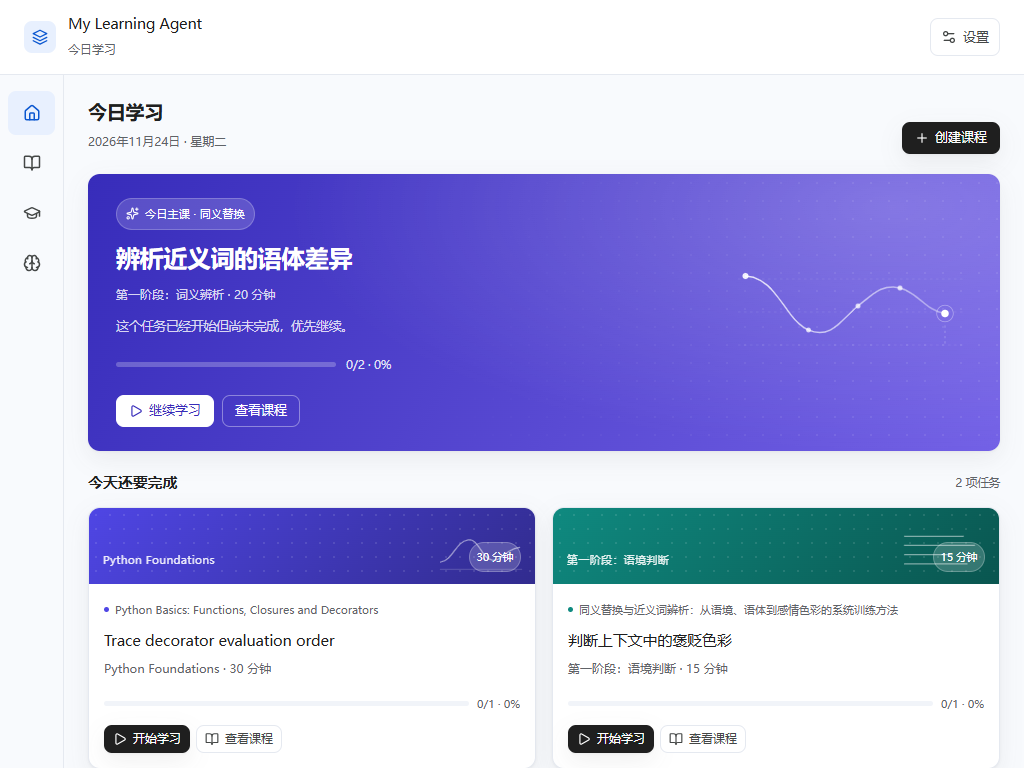 My Learning Agent
今日学习
设置
今日学习
2026年11月24日 · 星期二
创建课程
今日主课 · 同义替换
辨析近义词的语体差异
第一阶段：词义辨析 · 20 分钟
这个任务已经开始但尚未完成，优先继续。
0/2 · 0%
继续学习
查看课程
今天还要完成
2 项任务
Python Foundations
30 分钟
Python Basics: Functions, Closures and Decorators
Trace decorator evaluation order
Python Foundations · 30 分钟
0/1 · 0%
开始学习
查看课程
第一阶段：语境判断
15 分钟
同义替换与近义词辨析：从语境、语体到感情色彩的系统训练方法
判断上下文中的褒贬色彩
第一阶段：语境判断 · 15 分钟
0/1 · 0%
开始学习
查看课程